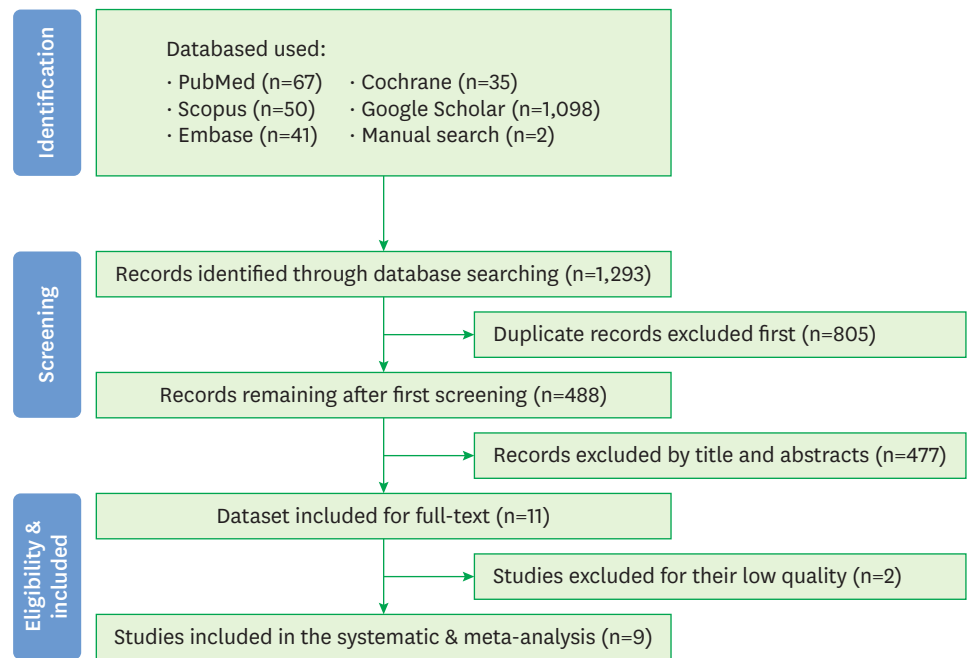 Identification
Databased used:
· PubMed (n=67) · Cochrane (n=35)
· Scopus (n=50) · Google Scholar (n=1,098)
· Embase (n=41) · Manual search (n=2)
Screening
Records identified through database searching (n=1,293)
Duplicate records excluded first (n=805)
Records remaining after first screening (n=488)
Records excluded by title and abstracts (n=477)
Eligibility &
included
Dataset included for full-text (n=11)
Studies excluded for their low quality (n=2)
Studies included in the systematic & meta-analysis (n=9)